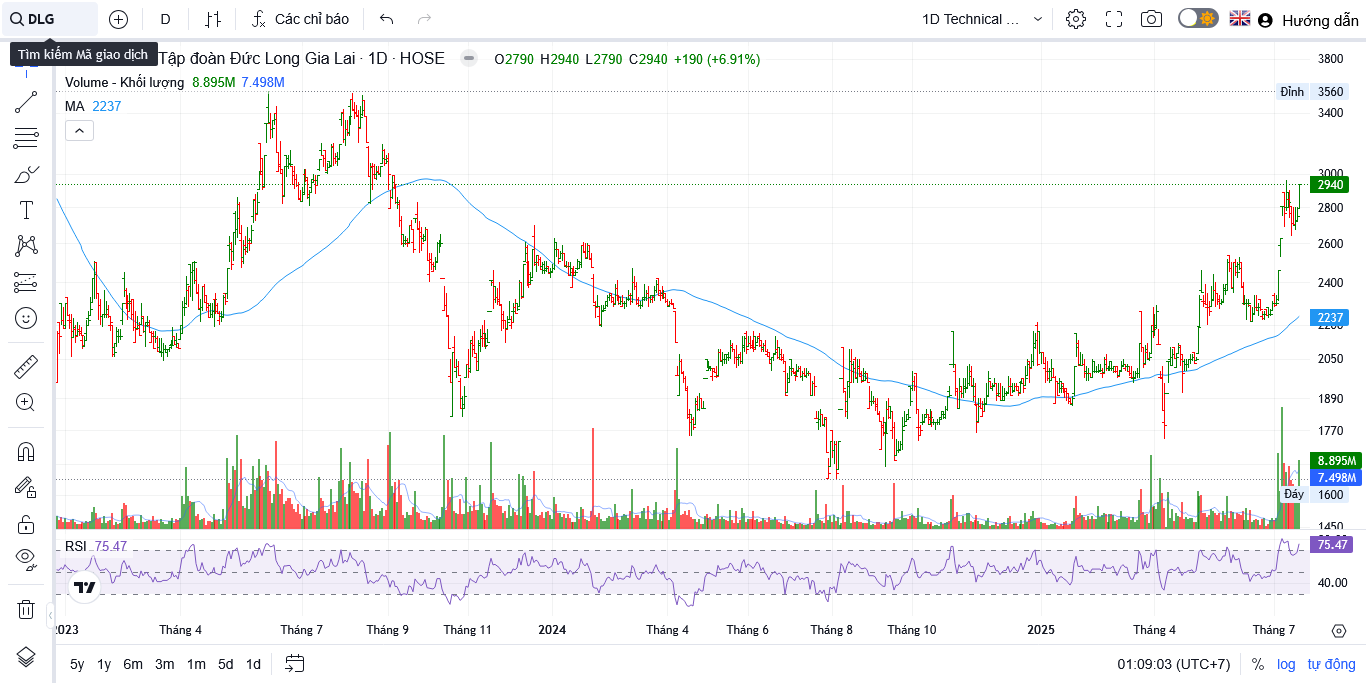 DLG D Các chỉ báo 1D Technical ... Hướng dẫn
Tìm kiếm Mã giao dịch
Tập đoàn Đức Long Gia Lai · 1D · HOSE O2790 H2940 L2790 C2940 +190 (+6.91%)
Volume - Khối lượng 8.895M 7.498M
MA 2237
3800
Đỉnh 3560
3400
3000
2940
2800
2600
2400
2237
2200
2050
1890
1770
8.895M
7.498M
Đáy 1600
1450
RSI 75.47
75.47
40.00
2023 Tháng 4 Tháng 7 Tháng 9 Tháng 11 2024 Tháng 4 Tháng 6 Tháng 8 Tháng 10 2025 Tháng 4 Tháng 7
5y 1y 6m 3m 1m 5d 1d 01:09:03 (UTC+7) % log tự động